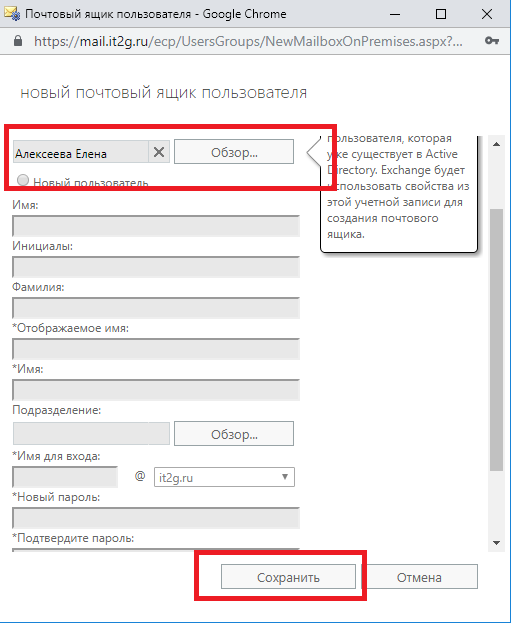 Почтовый ящик пользователя - Google Chrome
https://mail.it2g.ru/ecp/UsersGroups/NewMailboxOnPremises.aspx?...
новый почтовый ящик пользователя
Алексеева Елена
Обзор...
Новый пользователь
пользователя, которая
уже существует в Active
Directory. Exchange будет
использовать свойства из
этой учетной записи для
создания почтового
ящика.
Имя:
Инициалы:
Фамилия:
*Отображаемое имя:
*Имя:
Подразделение:
Обзор...
*Имя для входа:
@ it2g.ru
*Новый пароль:
*Подтвердите пароль:
Сохранить
Отмена